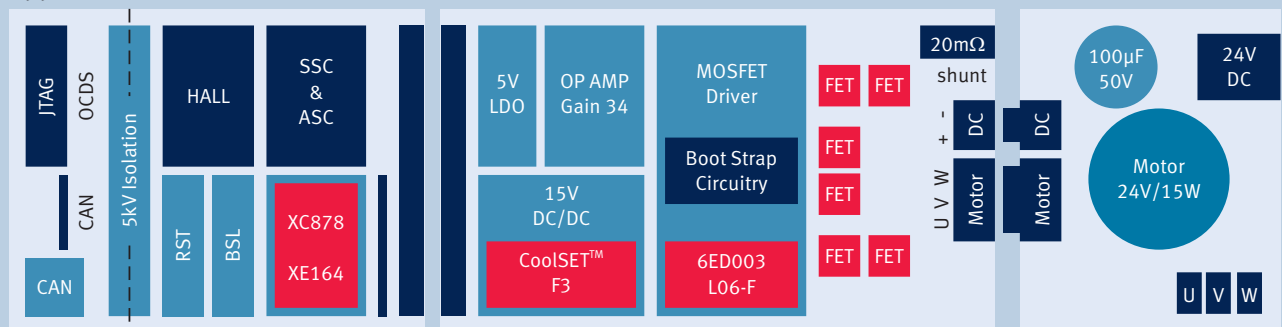 JTAG
OCDS
CAN
CAN
5kV Isolation
HALL
SSC
&
ASC
RST
BSL
XC878
XE164
5V
LDO
OP AMP
Gain 34
15V
DC/DC
CoolSET™
F3
MOSFET
Driver
Boot Strap
Circuitry
6ED003
L06-F
FET
FET
FET
FET
FET
FET
20mΩ
shunt
+ -
DC
U V W
Motor
DC
Motor
100µF
50V
24V
DC
Motor
24V/15W
U
V
W